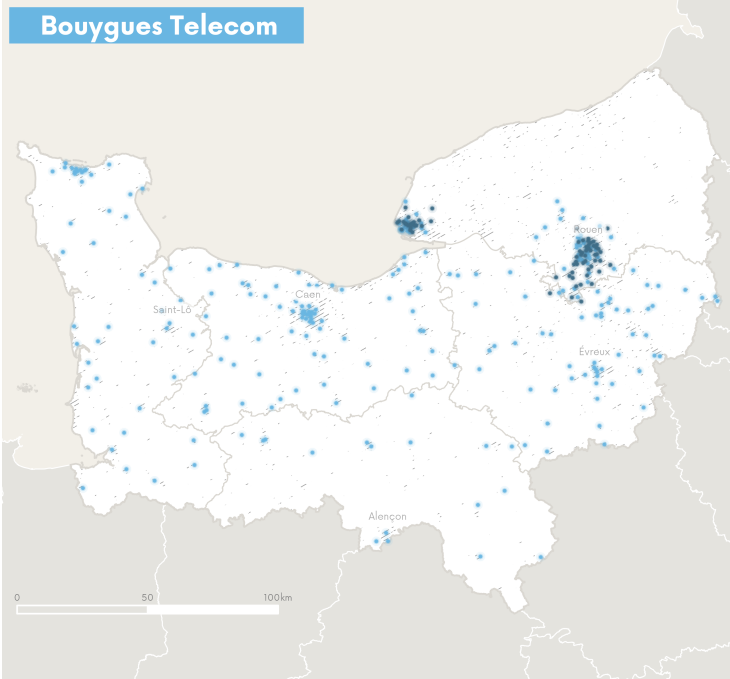 Bouygues Telecom
Rouen
Caen
Saint-Lô
Évreux
Alençon
0 50 100km